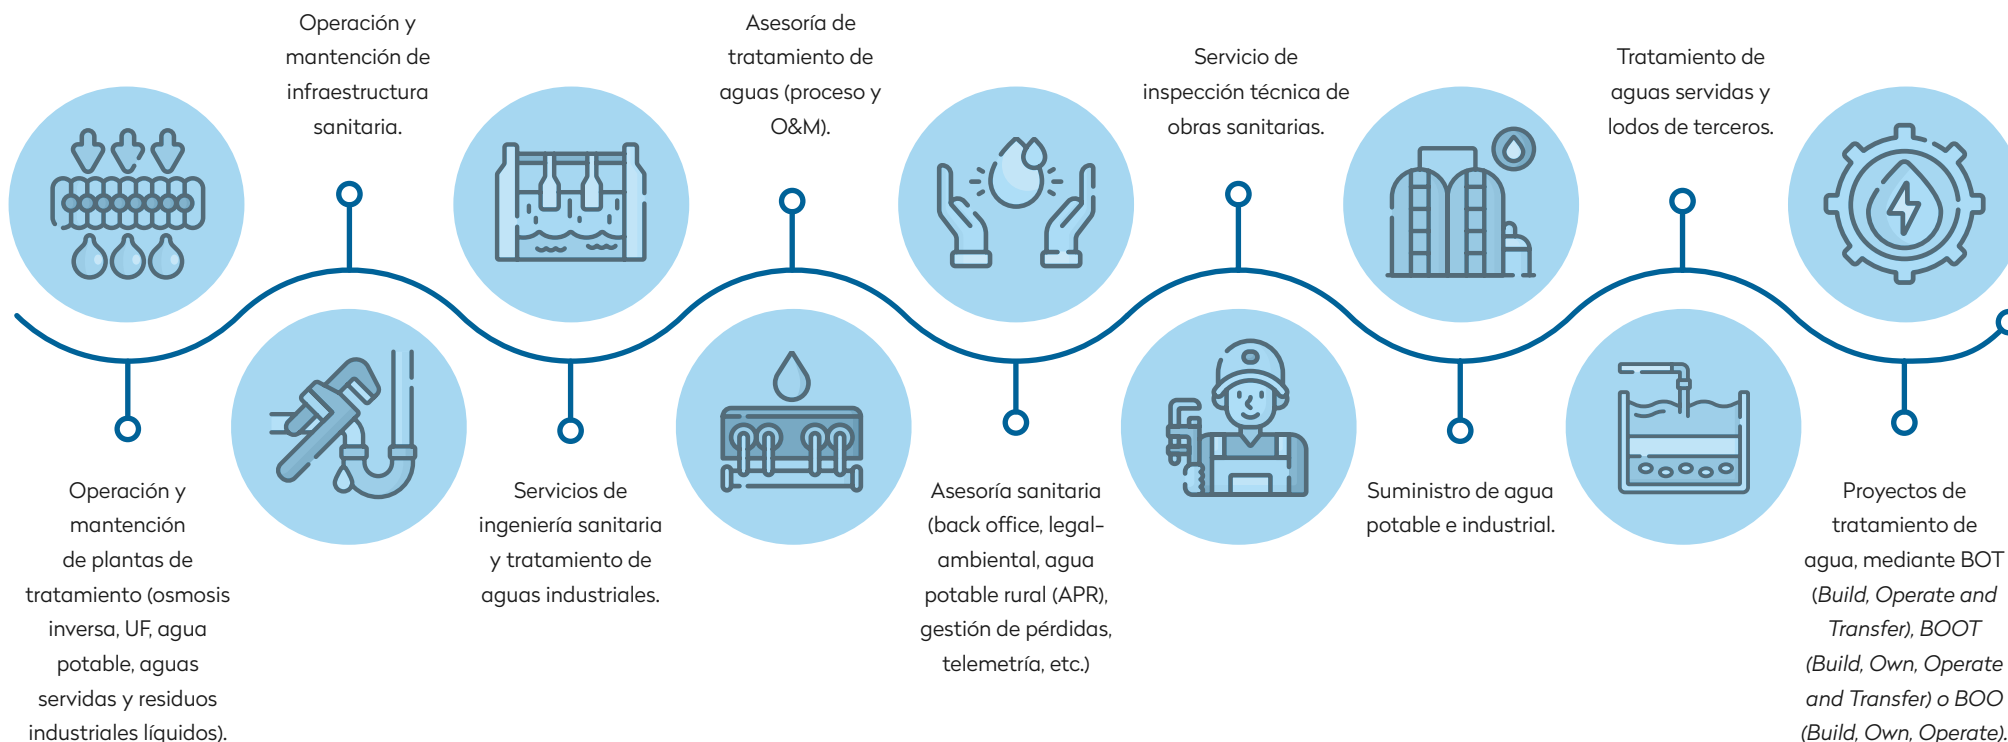 Operación y
mantención
de plantas de
tratamiento (osmosis
inversa, UF, agua
potable, aguas
servidas y residuos
industriales líquidos).
Operación y
mantención de
infraestructura
sanitaria.
Servicios de
ingeniería sanitaria
y tratamiento de
aguas industriales.
Asesoría de
tratamiento de
aguas (proceso y
O&M).
Asesoría sanitaria
(back office, legal-
ambiental, agua
potable rural (APR),
gestión de pérdidas,
telemetría, etc.)
Servicio de
inspección técnica de
obras sanitarias.
Suministro de agua
potable e industrial.
Tratamiento de
aguas servidas y
lodos de terceros.
Proyectos de
tratamiento de
agua, mediante BOT
(Build, Operate and
Transfer), BOOT
(Build, Own, Operate
and Transfer) o BOO
(Build, Own, Operate).